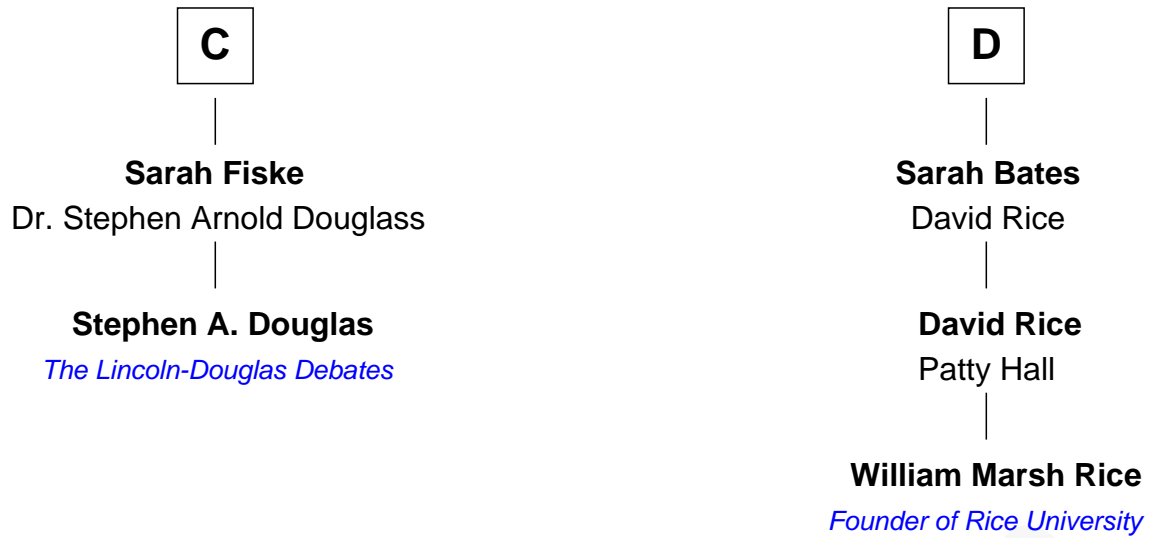 C
Sarah Fiske
Dr. Stephen Arnold Douglass
Stephen A. Douglas
The Lincoln-Douglas Debates
D
Sarah Bates
David Rice
David Rice
Patty Hall
William Marsh Rice
Founder of Rice University